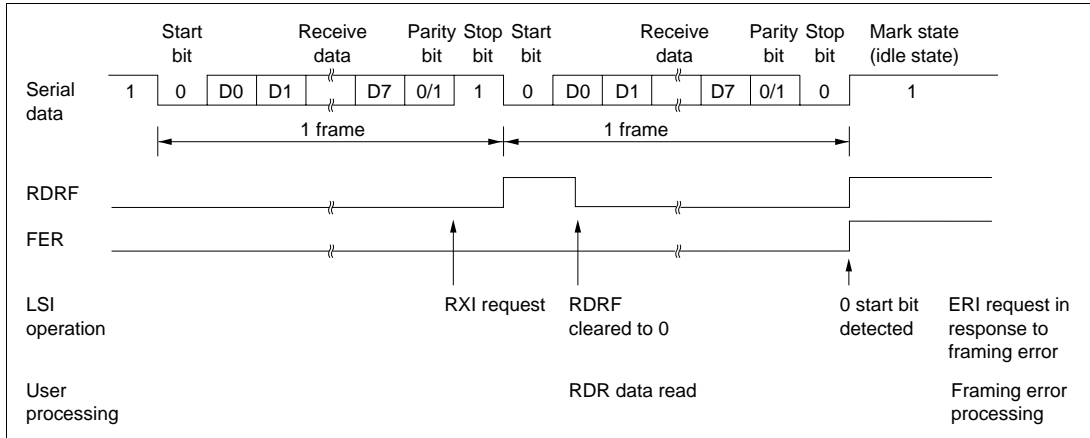 Start bit Receive data Parity bit Stop bit Start bit Receive data Parity bit Stop bit Mark state (idle state)
Serial data 1 0 D0 D1 D7 0/1 1 0 D0 D1 D7 0/1 0 1
1 frame 1 frame
RDRF
FER
LSI operation RXI request RDRF cleared to 0 0 start bit detected ERI request in response to framing error
User processing RDR data read Framing error processing